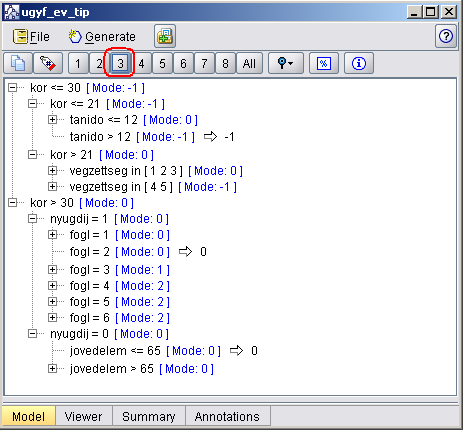 ugyf_ev_tip
File Generate
1 2 3 4 5 6 7 8 All %
kor <= 30 [ Mode: -1 ]
kor <= 21 [ Mode: -1 ]
tanido <= 12 [ Mode: 0 ]
tanido > 12 [ Mode: -1 ] ⇨ -1
kor > 21 [ Mode: 0 ]
vegzettseg in [ 1 2 3 ] [ Mode: 0 ]
vegzettseg in [ 4 5 ] [ Mode: -1 ]
kor > 30 [ Mode: 0 ]
nyugdij = 1 [ Mode: 0 ]
fogl = 1 [ Mode: 0 ]
fogl = 2 [ Mode: 0 ] ⇨ 0
fogl = 3 [ Mode: 1 ]
fogl = 4 [ Mode: 2 ]
fogl = 5 [ Mode: 2 ]
fogl = 6 [ Mode: 2 ]
nyugdij = 0 [ Mode: 0 ]
jovedelem <= 65 [ Mode: 0 ] ⇨ 0
jovedelem > 65 [ Mode: 0 ]
Model Viewer Summary Annotations